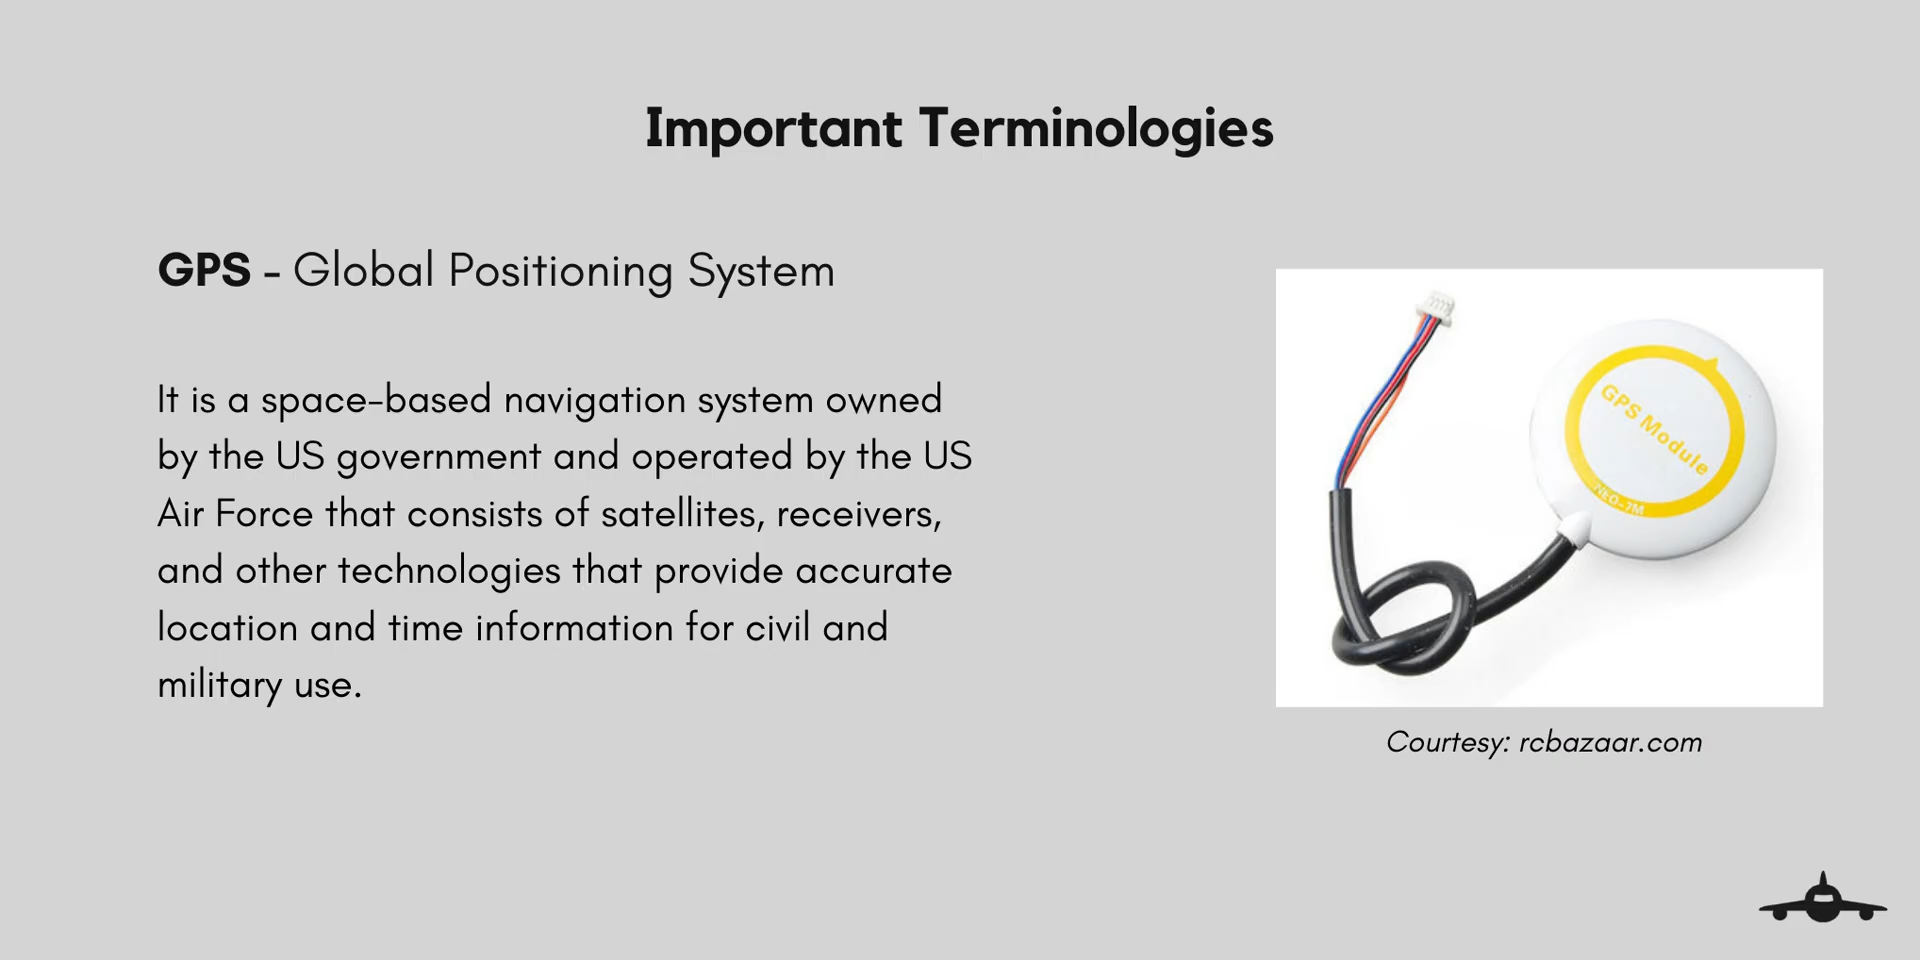 Important Terminologies
GPS - Global Positioning System
It is a space-based navigation system owned
by the US government and operated by the US
Air Force that consists of satellites, receivers,
and other technologies that provide accurate
location and time information for civil and
military use.
GPS Module
NEO-7M
Courtesy: rcbazaar.com